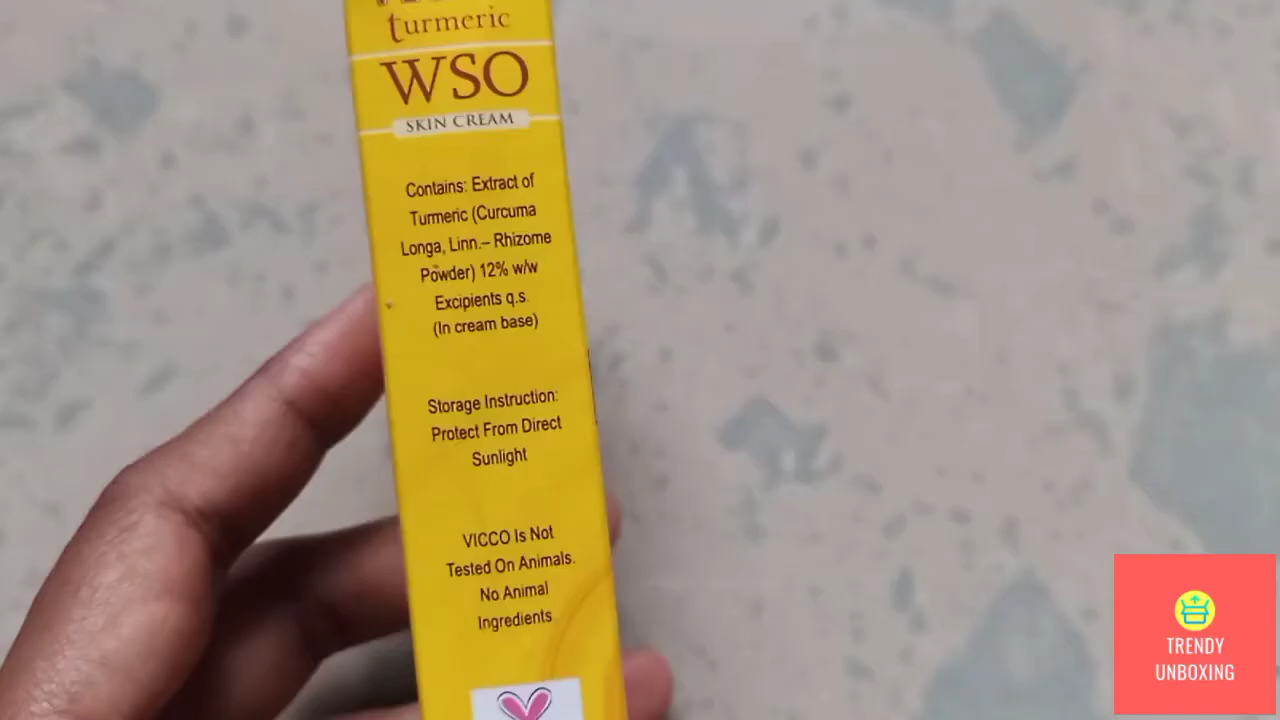 turmeric
WSO
SKIN CREAM
Contains: Extract of
Turmeric (Curcuma
Longa, Linn.– Rhizome
Powder) 12% w/w
Excipients q.s.
(In cream base)
Storage Instruction:
Protect From Direct
Sunlight
VICCO Is Not
Tested On Animals.
No Animal
Ingredients
TRENDY
UNBOXING